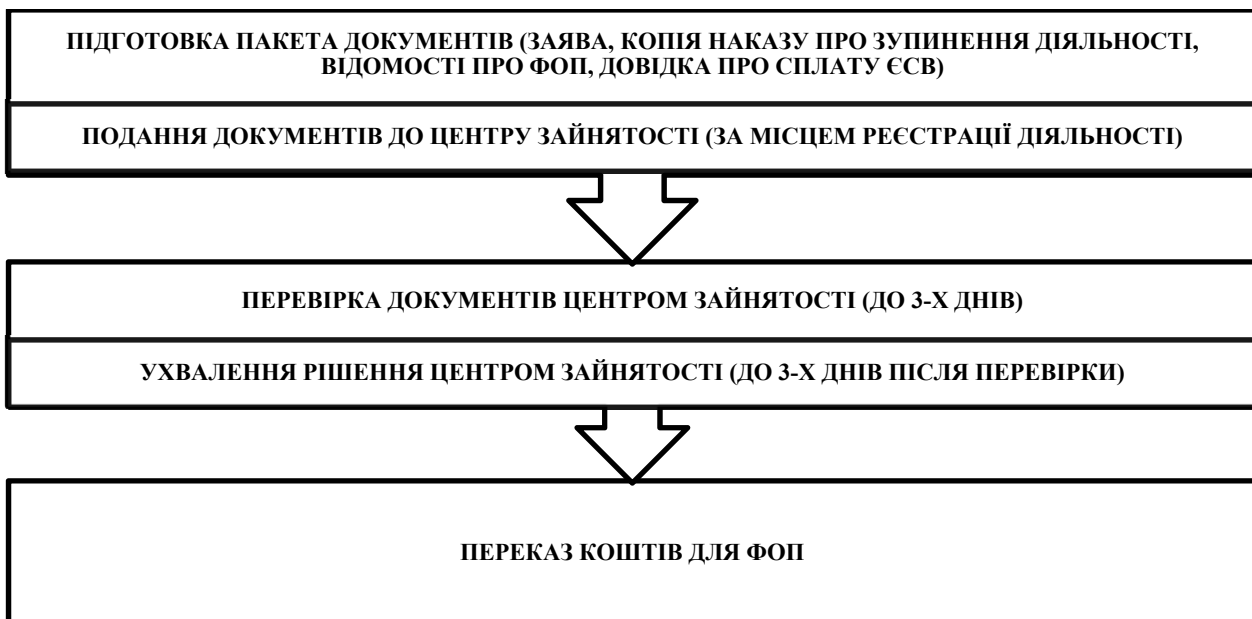 ПІДГОТОВКА ПАКЕТА ДОКУМЕНТІВ (ЗАЯВА, КОПІЯ НАКАЗУ ПРО ЗУПИНЕННЯ ДІЯЛЬНОСТІ,
ВІДОМОСТІ ПРО ФОП, ДОВІДКА ПРО СПЛАТУ ЄСВ)
ПОДАННЯ ДОКУМЕНТІВ ДО ЦЕНТРУ ЗАЙНЯТОСТІ (ЗА МІСЦЕМ РЕЄСТРАЦІЇ ДІЯЛЬНОСТІ)
ПЕРЕВІРКА ДОКУМЕНТІВ ЦЕНТРОМ ЗАЙНЯТОСТІ (ДО 3-Х ДНІВ)
УХВАЛЕННЯ РІШЕННЯ ЦЕНТРОМ ЗАЙНЯТОСТІ (ДО 3-Х ДНІВ ПІСЛЯ ПЕРЕВІРКИ)
ПЕРЕКАЗ КОШТІВ ДЛЯ ФОП